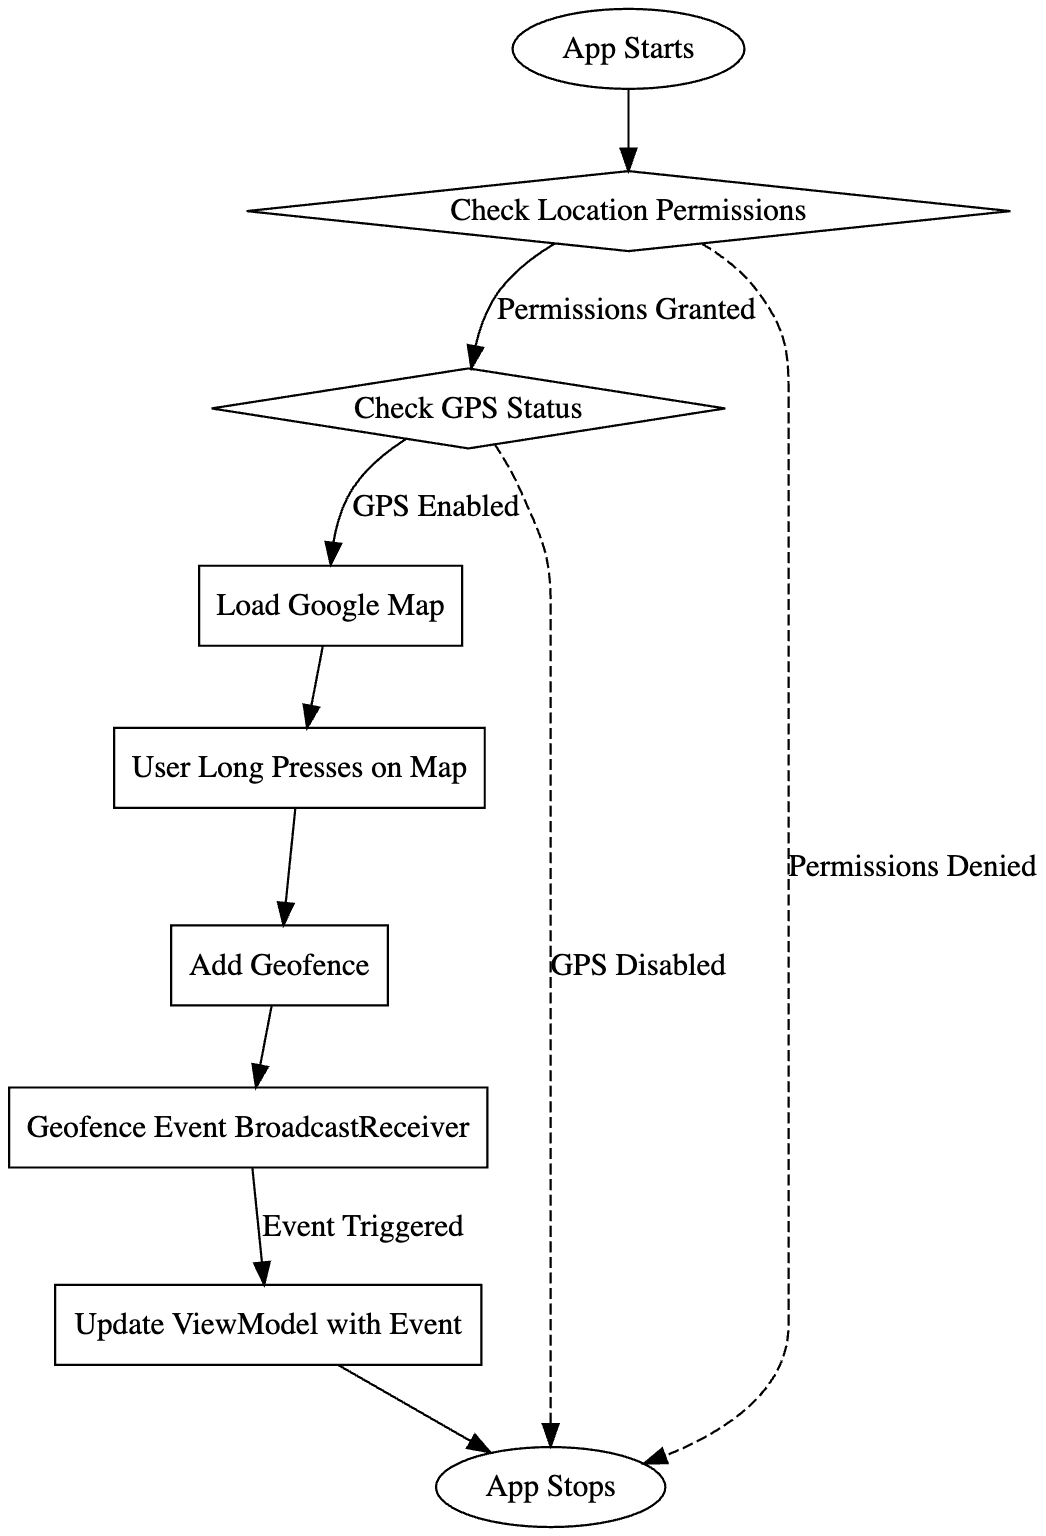 App Starts
Check Location Permissions
Permissions Granted
Check GPS Status
GPS Enabled
Load Google Map
User Long Presses on Map
Permissions Denied
Add Geofence
GPS Disabled
Geofence Event BroadcastReceiver
Event Triggered
Update ViewModel with Event
App Stops